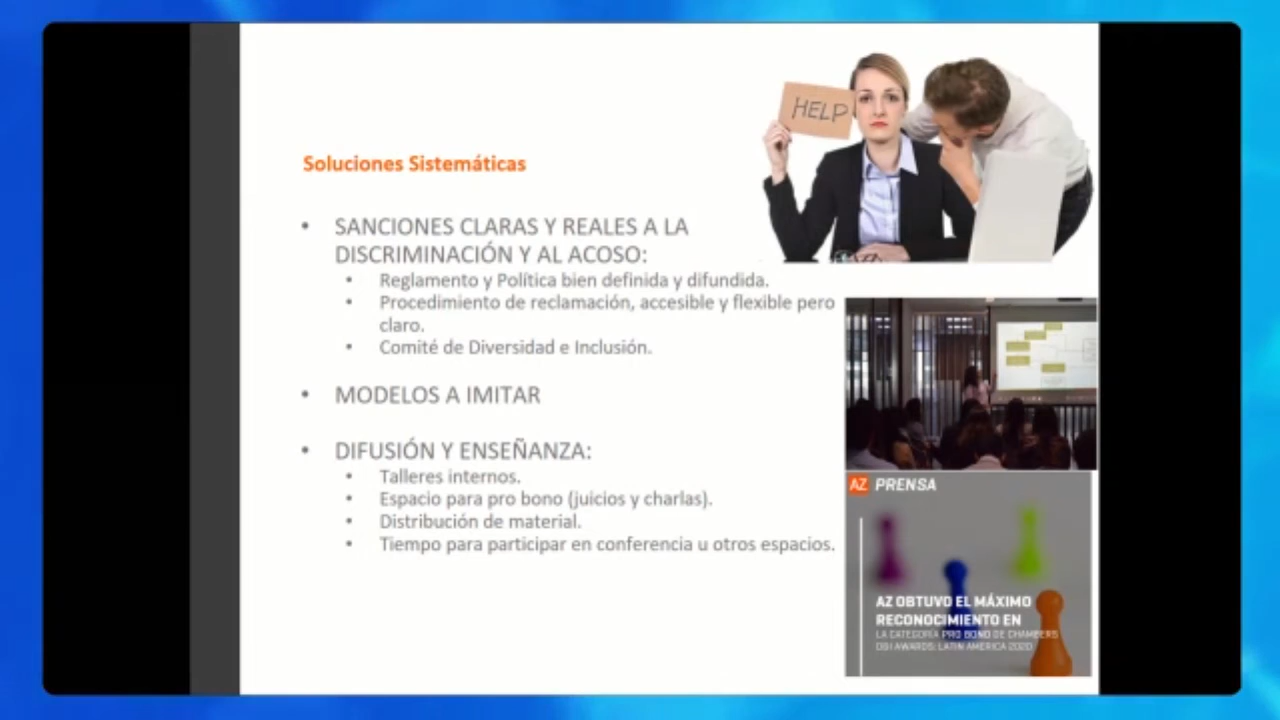 HELP
Soluciones Sistemáticas
• SANCIONES CLARAS Y REALES A LA
DISCRIMINACIÓN Y AL ACOSO:
• Reglamento y Política bien definida y difundida.
• Procedimiento de reclamación, accesible y flexible pero
claro.
• Comité de Diversidad e Inclusión.
• MODELOS A IMITAR
• DIFUSIÓN Y ENSEÑANZA:
• Talleres internos.
• Espacio para pro bono (juicios y charlas).
• Distribución de material.
• Tiempo para participar en conferencia u otros espacios.
AZ PRENSA
AZ OBTUVO EL MÁXIMO
RECONOCIMIENTO EN
LA CATEGORÍA PRO BONO DE CHAMBERS
D&I AWARDS: LATIN AMERICA 2020